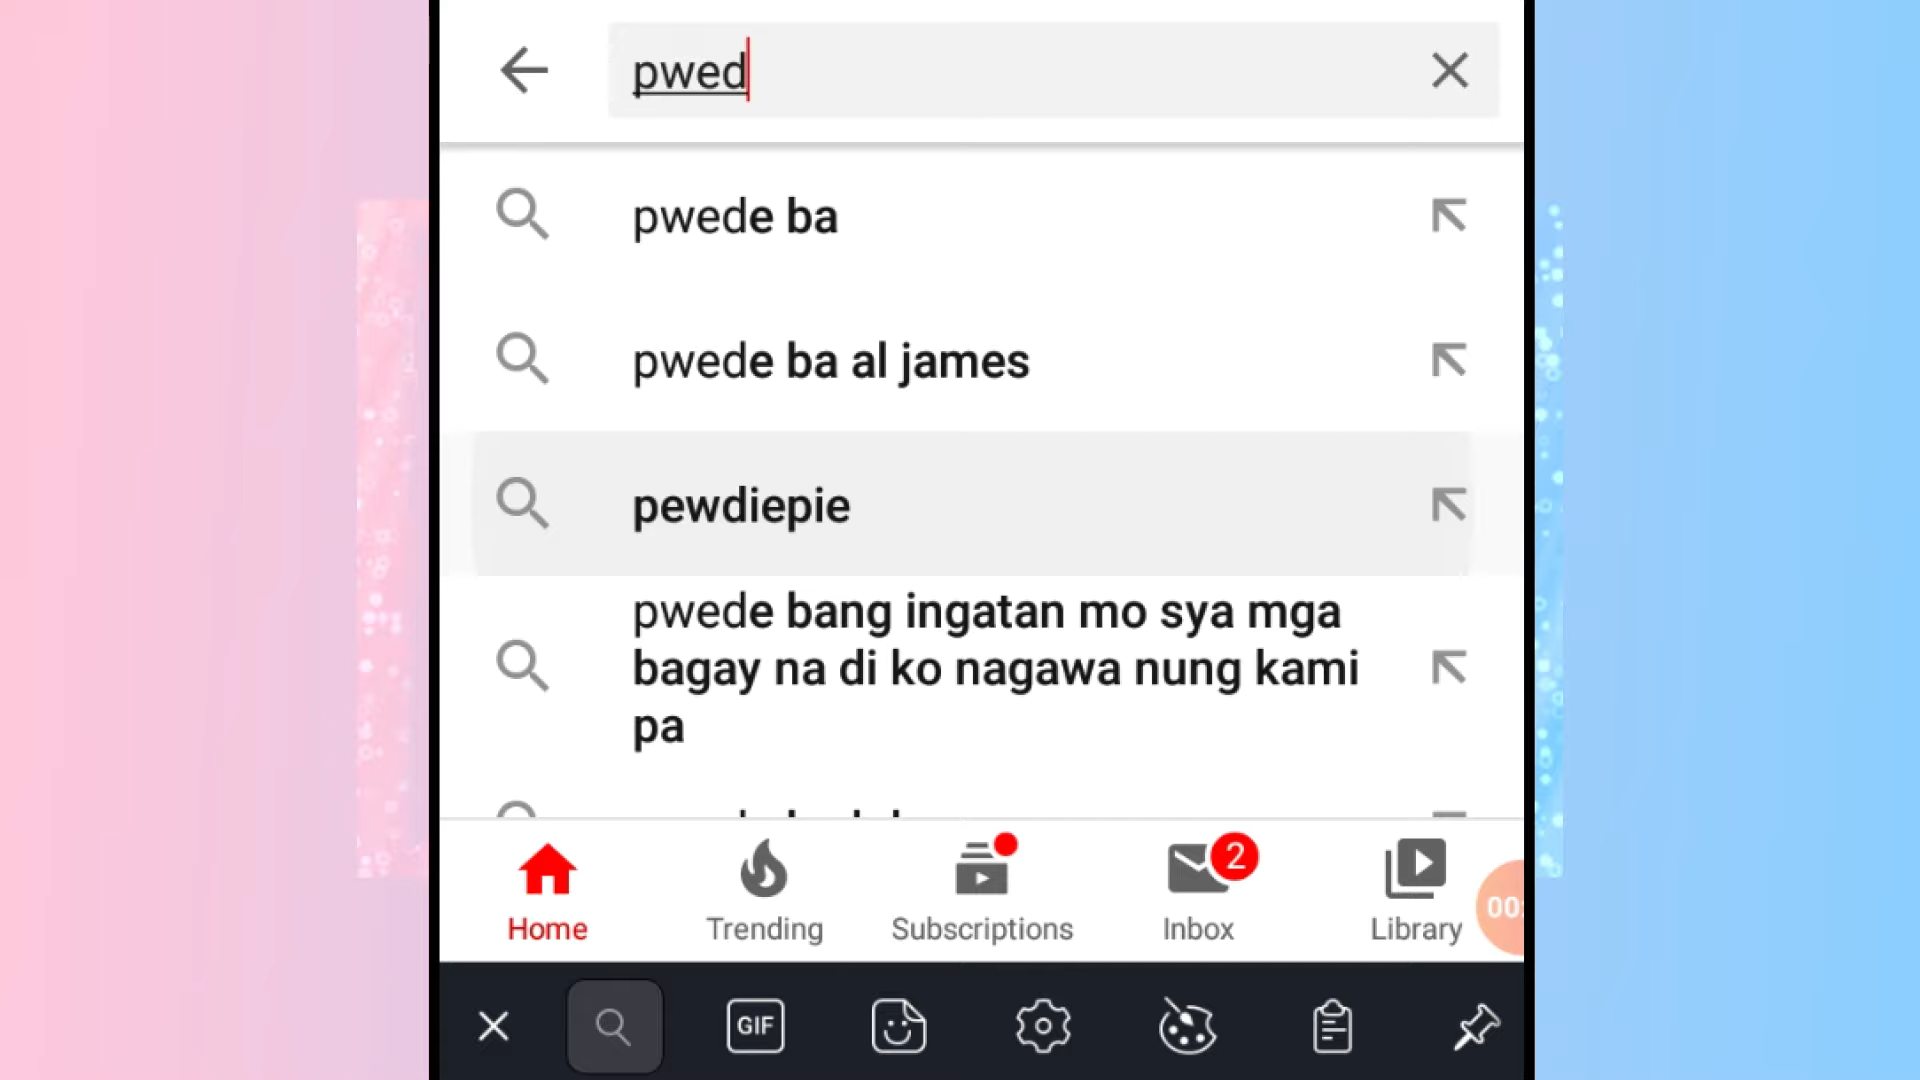 pwed
pwede ba
pwede ba al james
pewdiepie
pwede bang ingatan mo sya mga
bagay na di ko nagawa nung kami
pa
2
Home
Trending
Subscriptions
Inbox
Library
00:
GIF